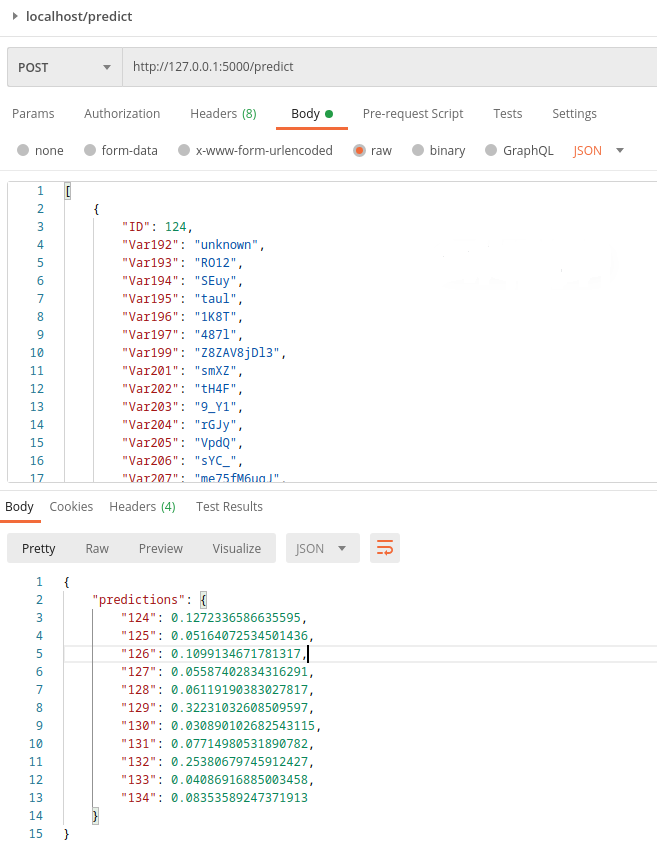 localhost/predict
POST http://127.0.0.1:5000/predict
Params Authorization Headers (8) Body Pre-request Script Tests Settings
none form-data x-www-form-urlencoded raw binary GraphQL JSON
1 [
2 {
3 "ID": 124,
4 "Var192": "unknown",
5 "Var193": "RO12",
6 "Var194": "SEuy",
7 "Var195": "taul",
8 "Var196": "1K8T",
9 "Var197": "487l",
10 "Var199": "Z8ZAV8jDl3",
11 "Var201": "smXZ",
12 "Var202": "tH4F",
13 "Var203": "9_Y1",
14 "Var204": "rGJy",
15 "Var205": "VpdQ",
16 "Var206": "sYC_",
17 "Var207": "me75fM6ugJ",
Body Cookies Headers (4) Test Results
Pretty Raw Preview Visualize JSON
1 {
2 "predictions": {
3 "124": 0.1272336586635595,
4 "125": 0.05164072534501436,
5 "126": 0.1099134671781317,
6 "127": 0.05587402834316291,
7 "128": 0.06119190383027817,
8 "129": 0.32231032608509597,
9 "130": 0.030890102682543115,
10 "131": 0.07714980531890782,
11 "132": 0.25380679745912427,
12 "133": 0.04086916885003458,
13 "134": 0.08353589247371913
14 }
15 }